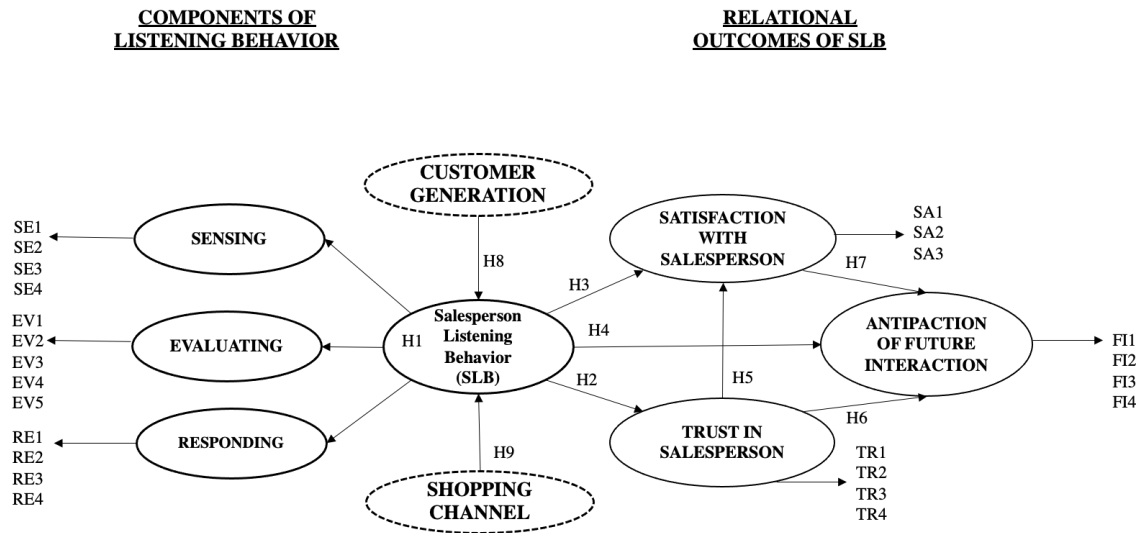 COMPONENTS OF
LISTENING BEHAVIOR
RELATIONAL
OUTCOMES OF SLB
CUSTOMER
GENERATION
SE1
SE2
SE3
SE4
SENSING
H8
H3
SATISFACTION
WITH
SALESPERSON
SA1
SA2
SA3
H7
EV1
EV2
EV3
EV4
EV5
EVALUATING
H1
Salesperson
Listening
Behavior
(SLB)
H4
H2
H5
ANTIPACTION
OF FUTURE
INTERACTION
FI1
FI2
FI3
FI4
H6
RE1
RE2
RE3
RE4
RESPONDING
H9
SHOPPING
CHANNEL
TRUST IN
SALESPERSON
TR1
TR2
TR3
TR4